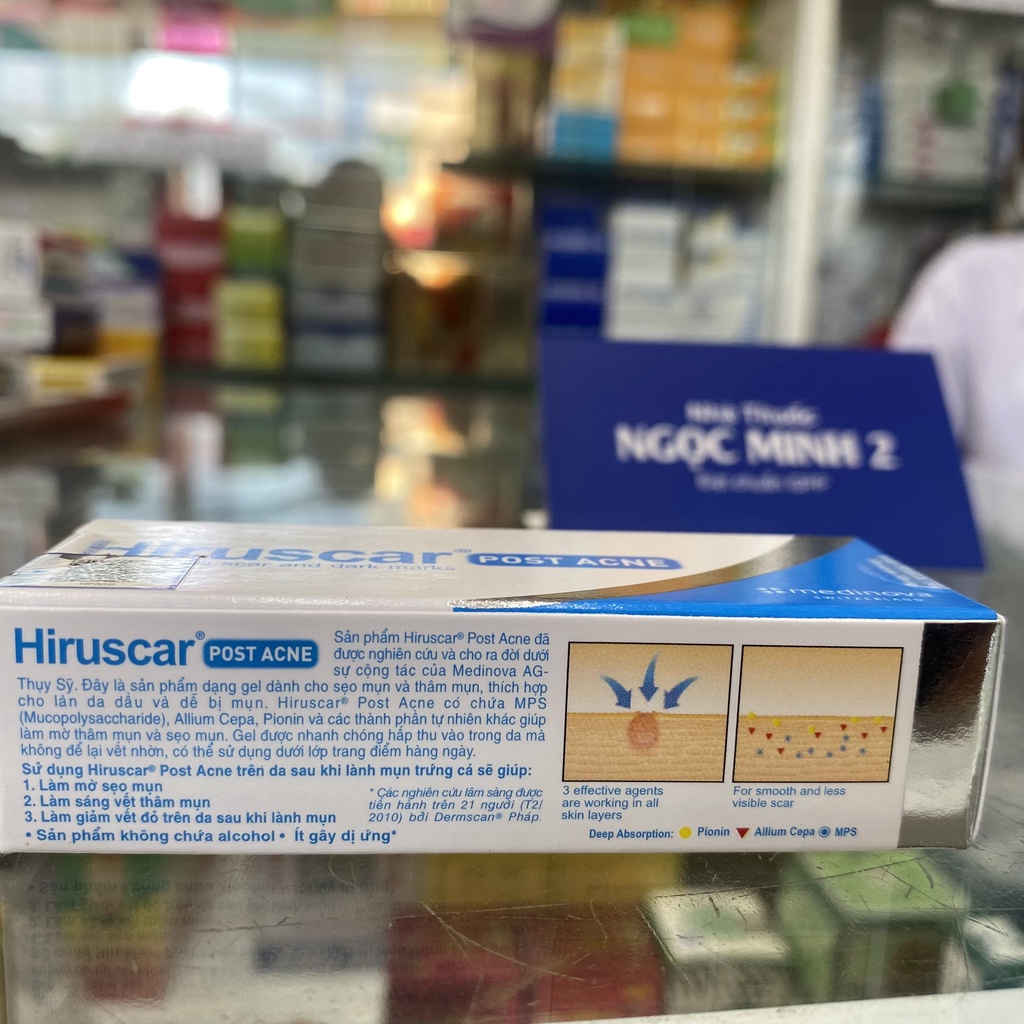 Nhà Thuốc
NGỌC MINH 2
Đạt chuẩn GPP
Hiruscar® POST ACNE
scar and dark marks
medinova
SWITZERLAND
Hiruscar® POST ACNE
Sản phẩm Hiruscar® Post Acne đã
được nghiên cứu và cho ra đời dưới
sự cộng tác của Medinova AG-
Thụy Sỹ. Đây là sản phẩm dạng gel dành cho sẹo mụn và thâm mụn, thích hợp
cho làn da dầu và dễ bị mụn. Hiruscar® Post Acne có chứa MPS
(Mucopolysaccharide), Allium Cepa, Pionin và các thành phần tự nhiên khác giúp
làm mờ thâm mụn và sẹo mụn. Gel được nhanh chóng hấp thu vào trong da mà
không để lại vết nhờn, có thể sử dụng dưới lớp trang điểm hàng ngày.
Sử dụng Hiruscar® Post Acne trên da sau khi lành mụn trứng cá sẽ giúp:
1. Làm mờ sẹo mụn
2. Làm sáng vết thâm mụn
3. Làm giảm vết đỏ trên da sau khi lành mụn
• Sản phẩm không chứa alcohol • Ít gây dị ứng*
* Các nghiên cứu lâm sàng được
tiến hành trên 21 người (T2/
2010) bởi Dermscan® Pháp.
3 effective agents
are working in all
skin layers
For smooth and less
visible scar
Deep Absorption: Pionin Allium Cepa MPS